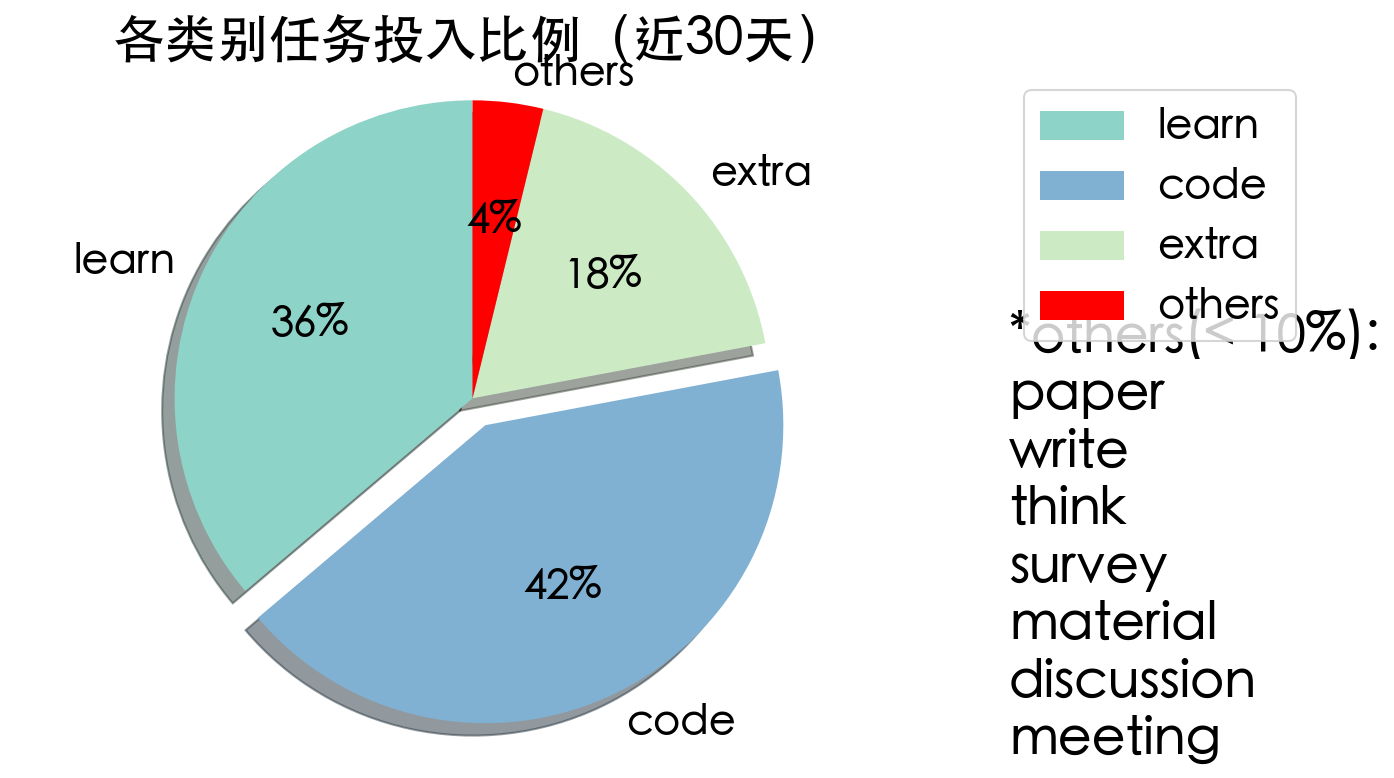 各类别任务投入比例（近30天）
others
extra
learn
4%
18%
36%
42%
code
learn
code
extra
others
*others(< 10%):
paper
write
think
survey
material
discussion
meeting